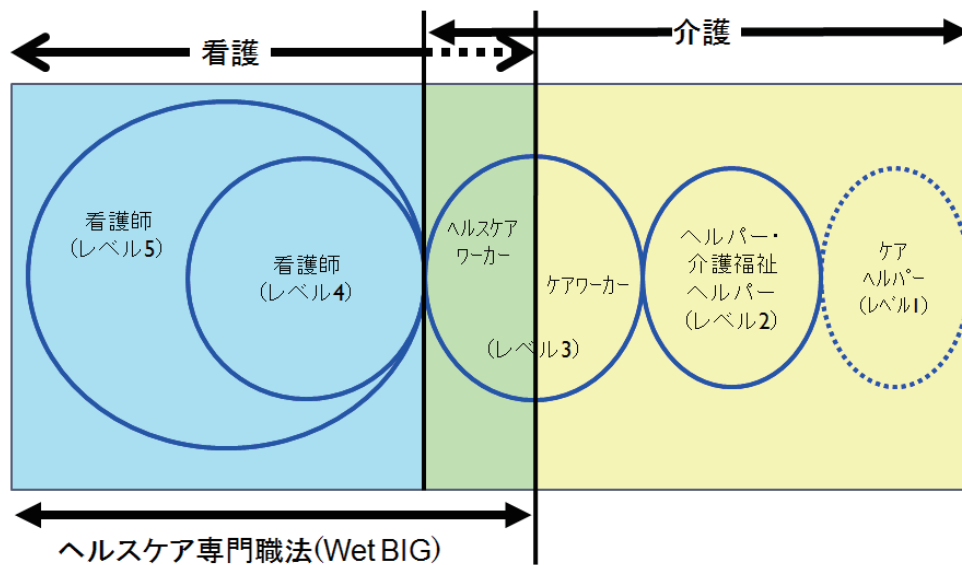 看護
介護
看護師
(レベル5)
看護師
(レベル4)
ヘルスケア
ワーカー
ケアワーカー
(レベル3)
ヘルパー・
介護福祉
ヘルパー
(レベル2)
ケア
ヘルパー
(レベル1)
ヘルスケア専門職法(Wet BIG)